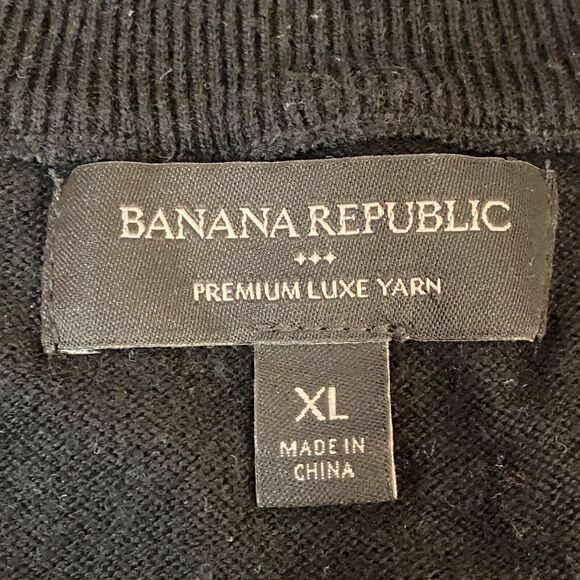 BANANA REPUBLIC
PREMIUM LUXE YARN
XL
MADE IN
CHINA